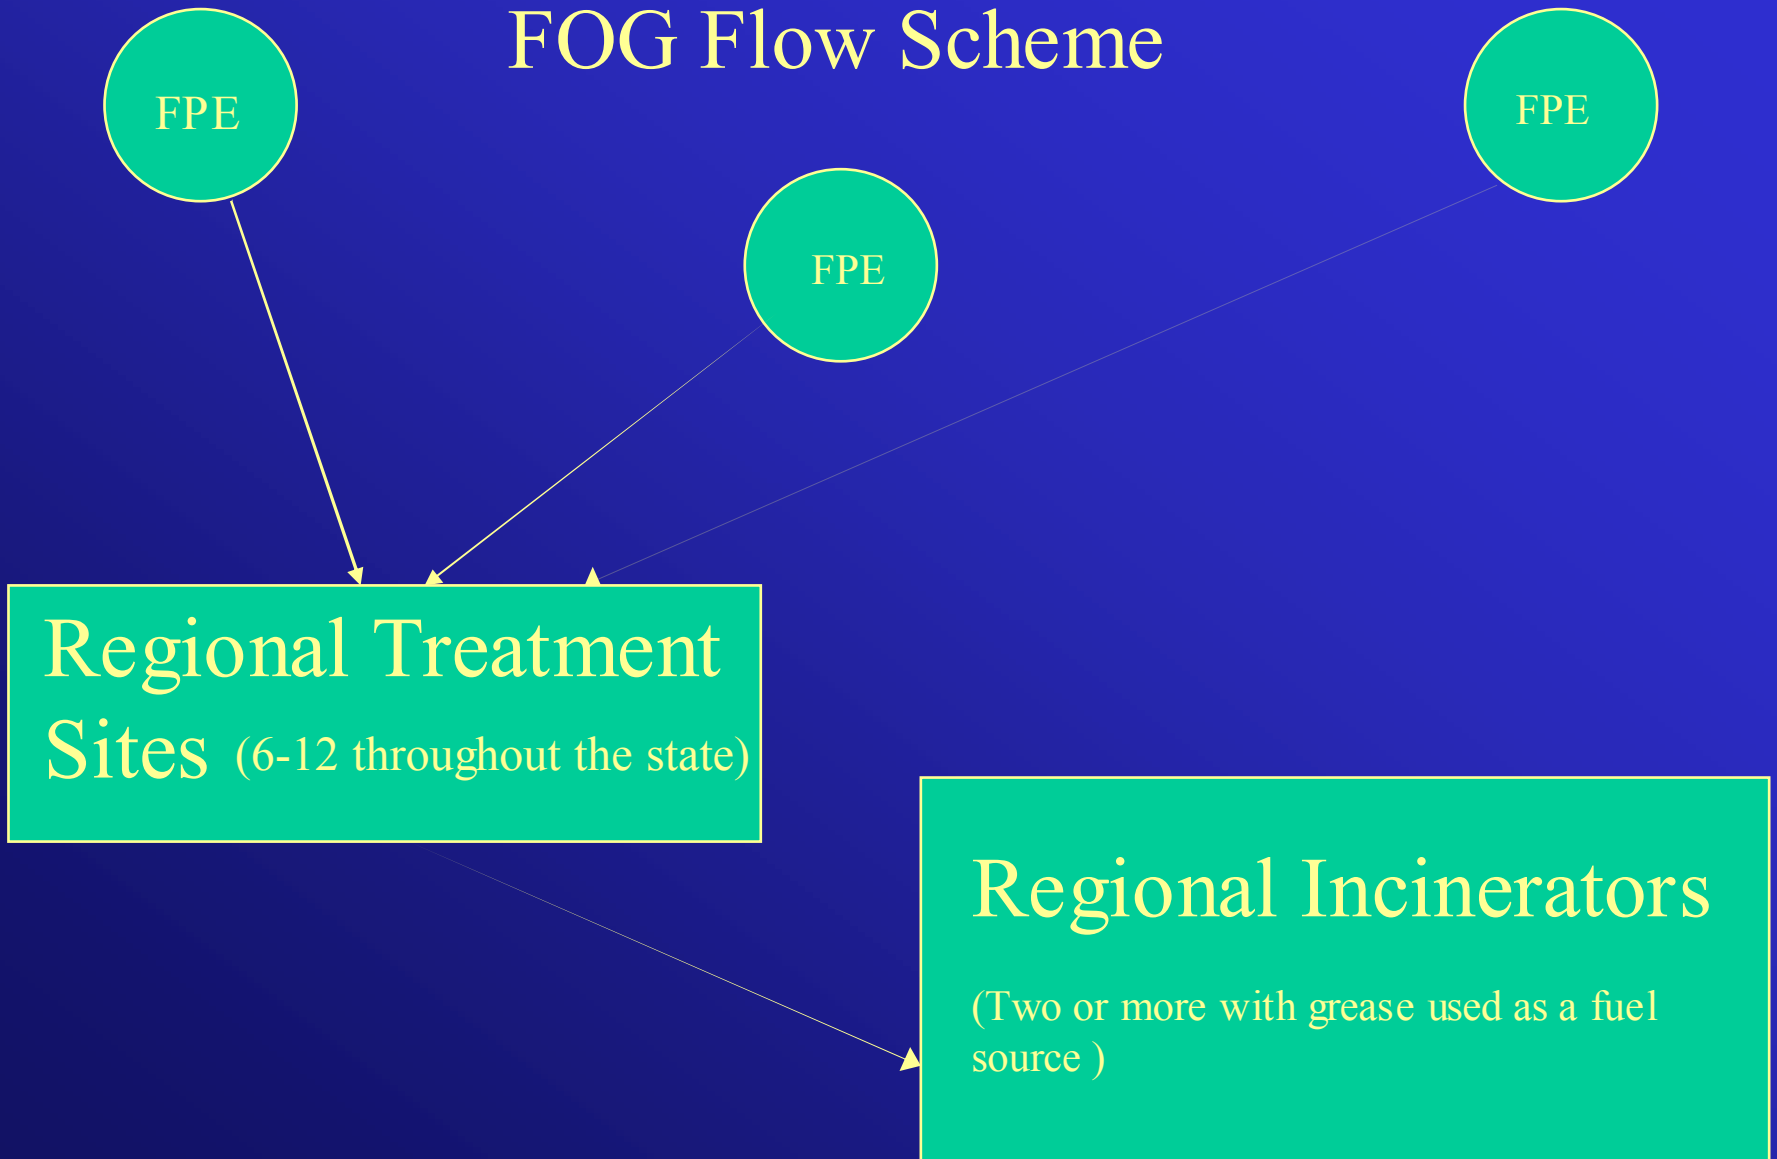 FOG Flow Scheme
FPE
FPE
FPE
Regional Treatment
Sites (6-12 throughout the state)
Regional Incinerators
(Two or more with grease used as a fuel
source )